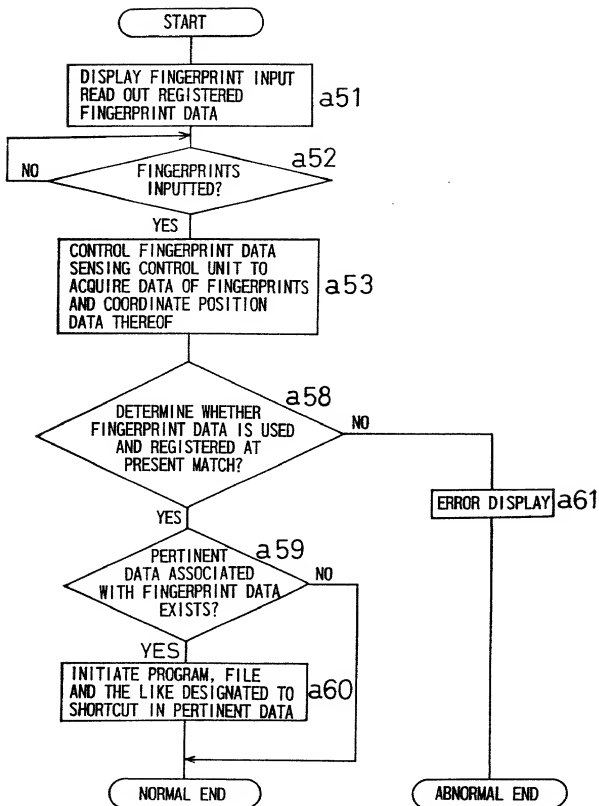 START
DISPLAY FINGERPRINT INPUT
READ OUT REGISTERED
FINGERPRINT DATA
a51
a52
NO
FINGERPRINTS
INPUTTED?
YES
CONTROL FINGERPRINT DATA
SENSING CONTROL UNIT TO
ACQUIRE DATA OF FINGERPRINTS
AND COORDINATE POSITION
DATA THEREOF
a53
a58
DETERMINE WHETHER
FINGERPRINT DATA IS USED
AND REGISTERED AT
PRESENT MATCH?
NO
ERROR DISPLAY
a61
YES
a59
PERTINENT
DATA ASSOCIATED
WITH FINGERPRINT DATA
EXISTS?
NO
YES
INITIATE PROGRAM, FILE
AND THE LIKE DESIGNATED TO
SHORTCUT IN PERTINENT DATA
a60
NORMAL END
ABNORMAL END